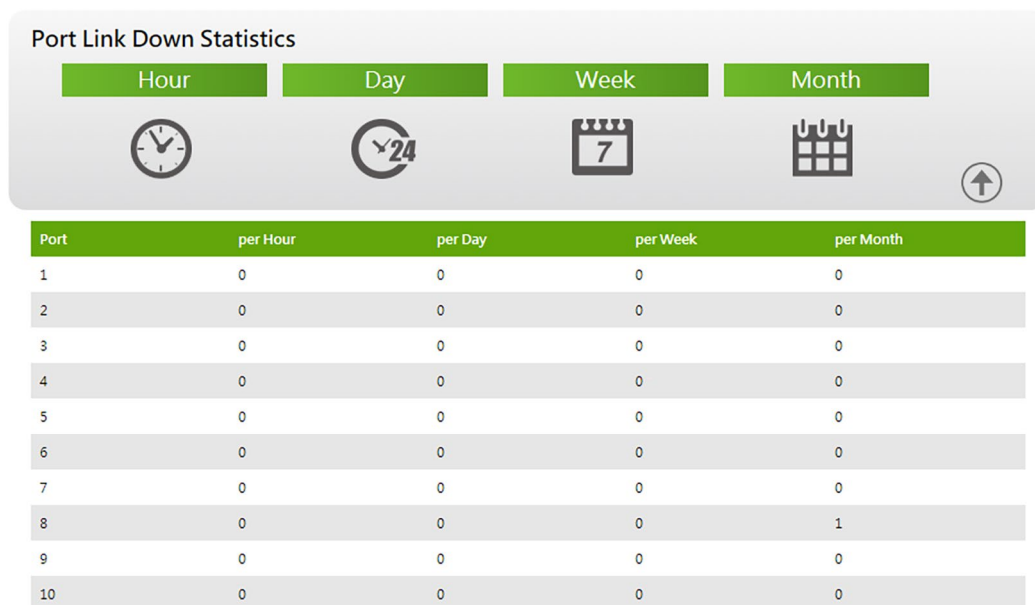 Port Link Down Statistics
Hour Day Week Month
24 7
Port per Hour per Day per Week per Month
1 0 0 0 0
2 0 0 0 0
3 0 0 0 0
4 0 0 0 0
5 0 0 0 0
6 0 0 0 0
7 0 0 0 0
8 0 0 0 1
9 0 0 0 0
10 0 0 0 0